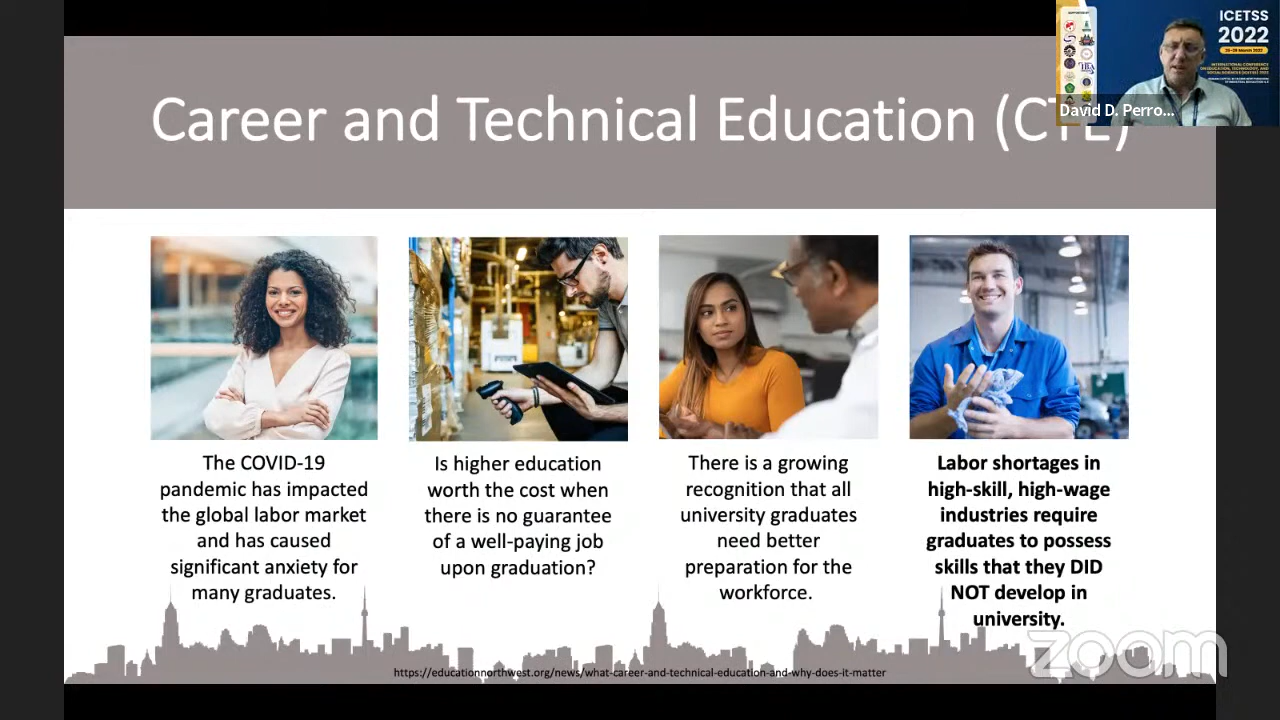 Career and Technical Education (CTE)
SUPPORTED BY
ICETSS
2022
INTERNATIONAL CONFERENCE
David D. Perro...
The COVID-19
pandemic has impacted
the global labor market
and has caused
significant anxiety for
many graduates.
Is higher education
worth the cost when
there is no guarantee
of a well-paying job
upon graduation?
There is a growing
recognition that all
university graduates
need better
preparation for the
workforce.
Labor shortages in
high-skill, high-wage
industries require
graduates to possess
skills that they DID
NOT develop in
university.
zoom
https://educationnorthwest.org/news/what-career-and-technical-education-and-why-does-it-matter